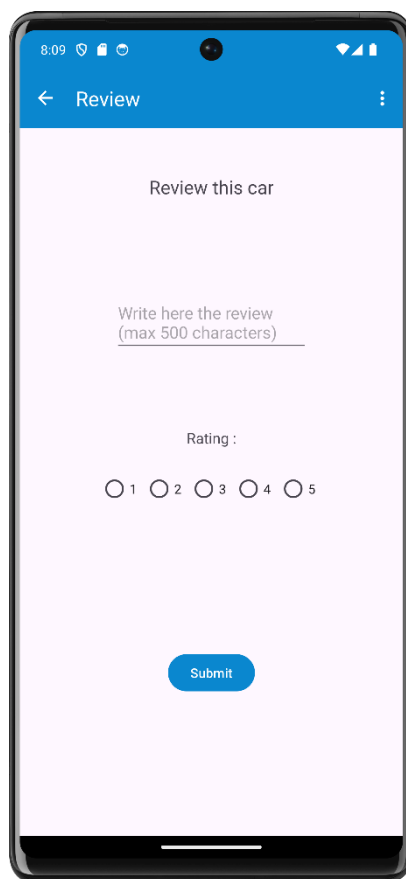 8:09
Review
Review this car
Write here the review
(max 500 characters)
Rating :
1 2 3 4 5
Submit